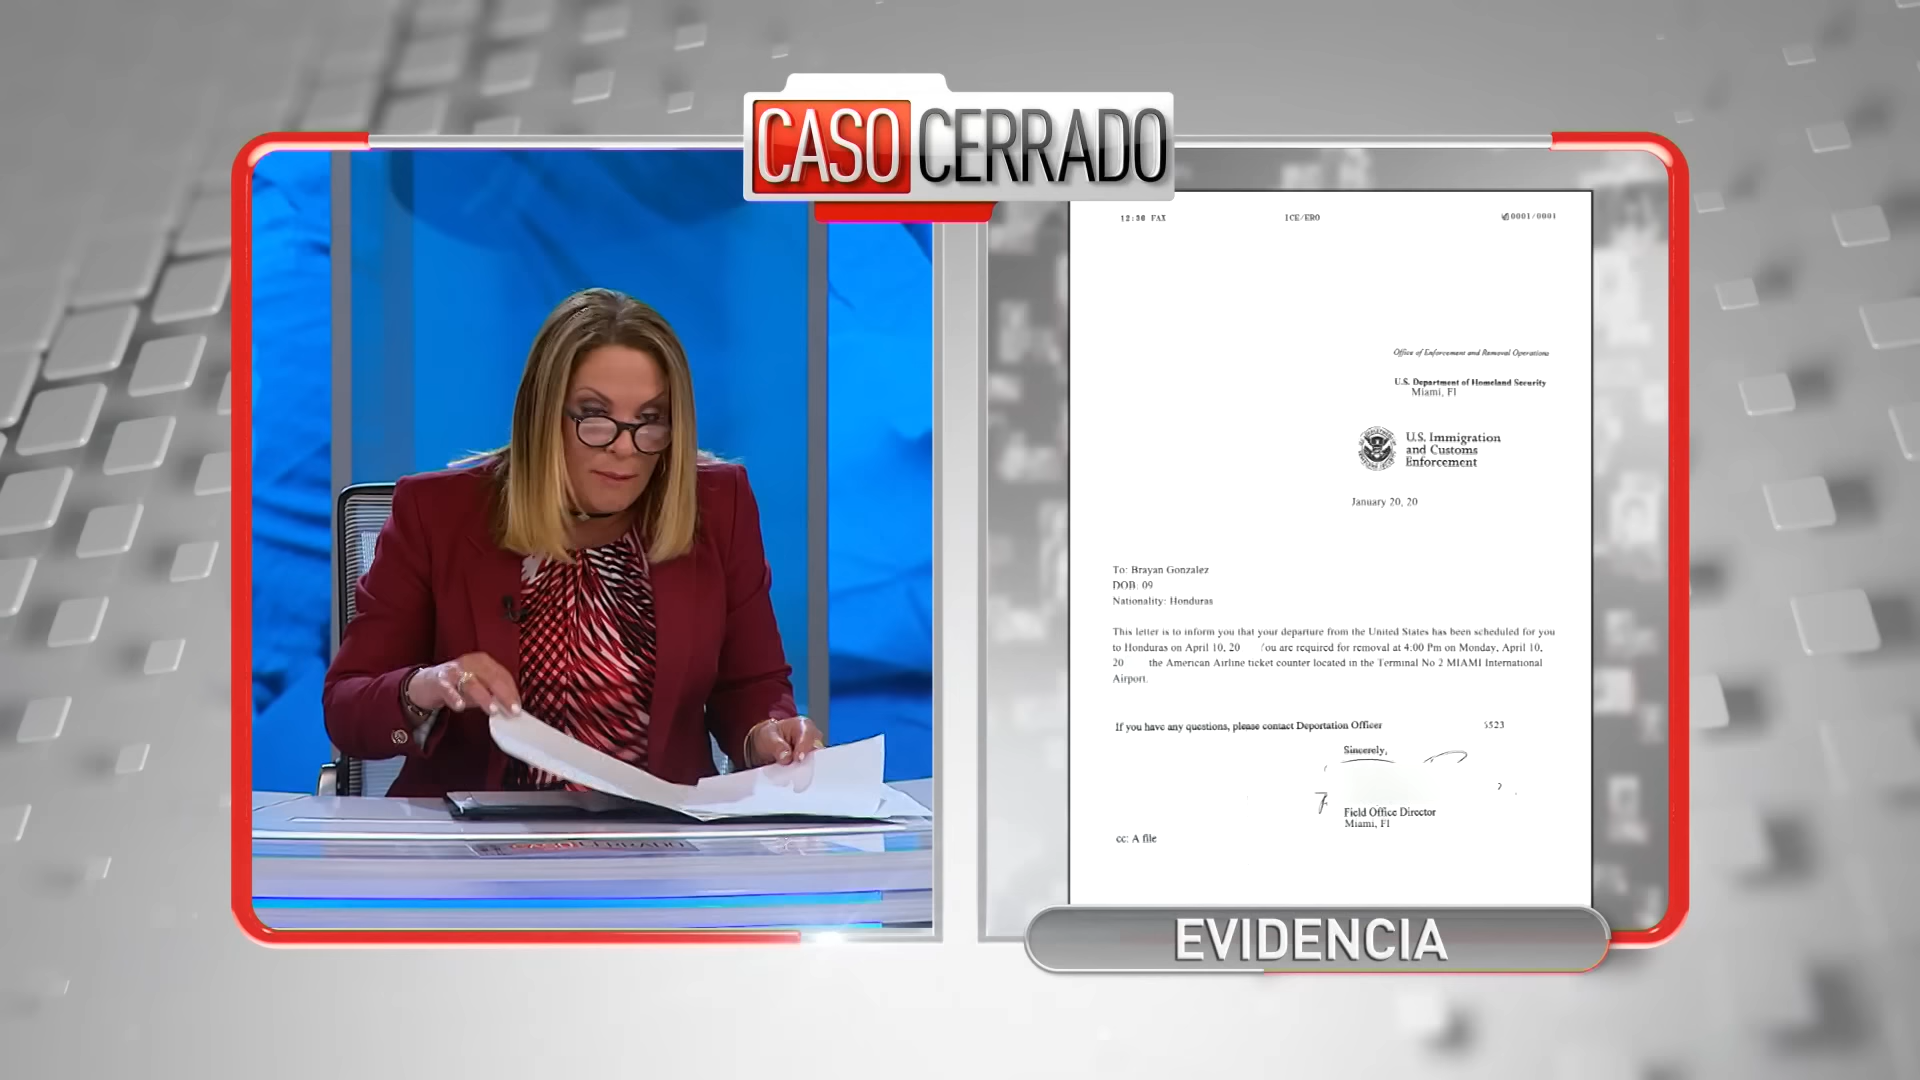 CASO CERRADO
12:36 FAX ICE/ERO 0001/0001
Office of Enforcement and Removal Operations
U.S. Department of Homeland Security
Miami, Fl
U.S. Immigration
and Customs
Enforcement
January 20, 20
To: Brayan Gonzalez
DOB: 09
Nationality: Honduras
This letter is to inform you that your departure from the United States has been scheduled for you
to Honduras on April 10, 20 You are required for removal at 4:00 Pm on Monday, April 10,
20 the American Airline ticket counter located in the Terminal No 2 MIAMI International
Airport.
If you have any questions, please contact Deportation Officer 5523
Sincerely,
Field Office Director
Miami, Fl
cc: A file
CASO CERRADO
EVIDENCIA